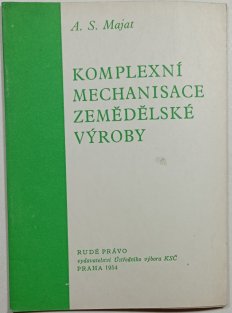 A. S. Majat
KOMPLEXNÍ
MECHANISACE
ZEMĚDĚLSKÉ
VÝROBY
RUDÉ PRÁVO
vydavatelství Ústředního výboru KSČ
PRAHA 1954